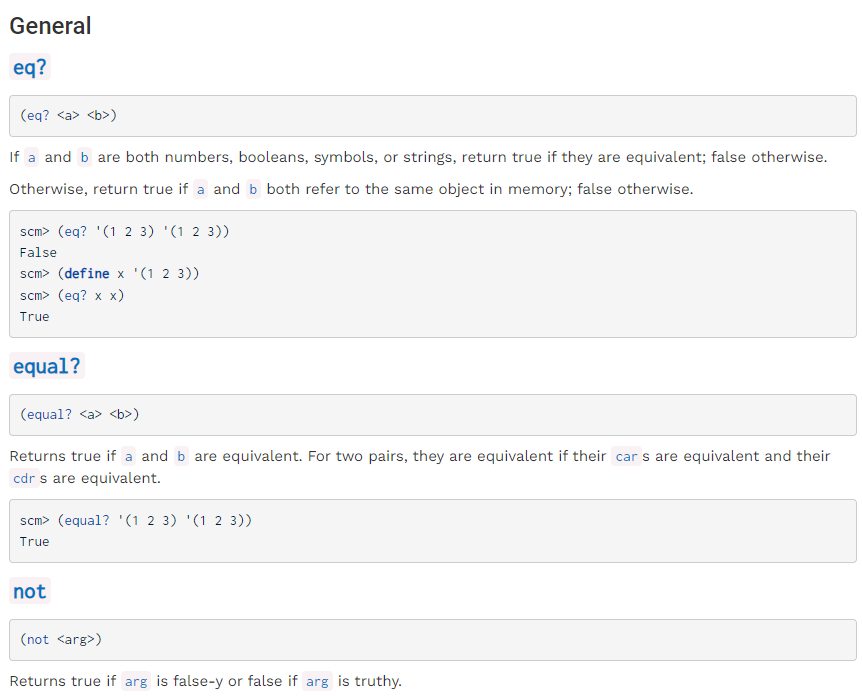 General
eq?
(eq? <a> <b>)
If a and b are both numbers, booleans, symbols, or strings, return true if they are equivalent; false otherwise.
Otherwise, return true if a and b both refer to the same object in memory; false otherwise.
scm> (eq? '(1 2 3) '(1 2 3))
False
scm> (define x '(1 2 3))
scm> (eq? x x)
True
equal?
(equal? <a> <b>)
Returns true if a and b are equivalent. For two pairs, they are equivalent if their car s are equivalent and their
cdr s are equivalent.
scm> (equal? '(1 2 3) '(1 2 3))
True
not
(not <arg>)
Returns true if arg is false-y or false if arg is truthy.